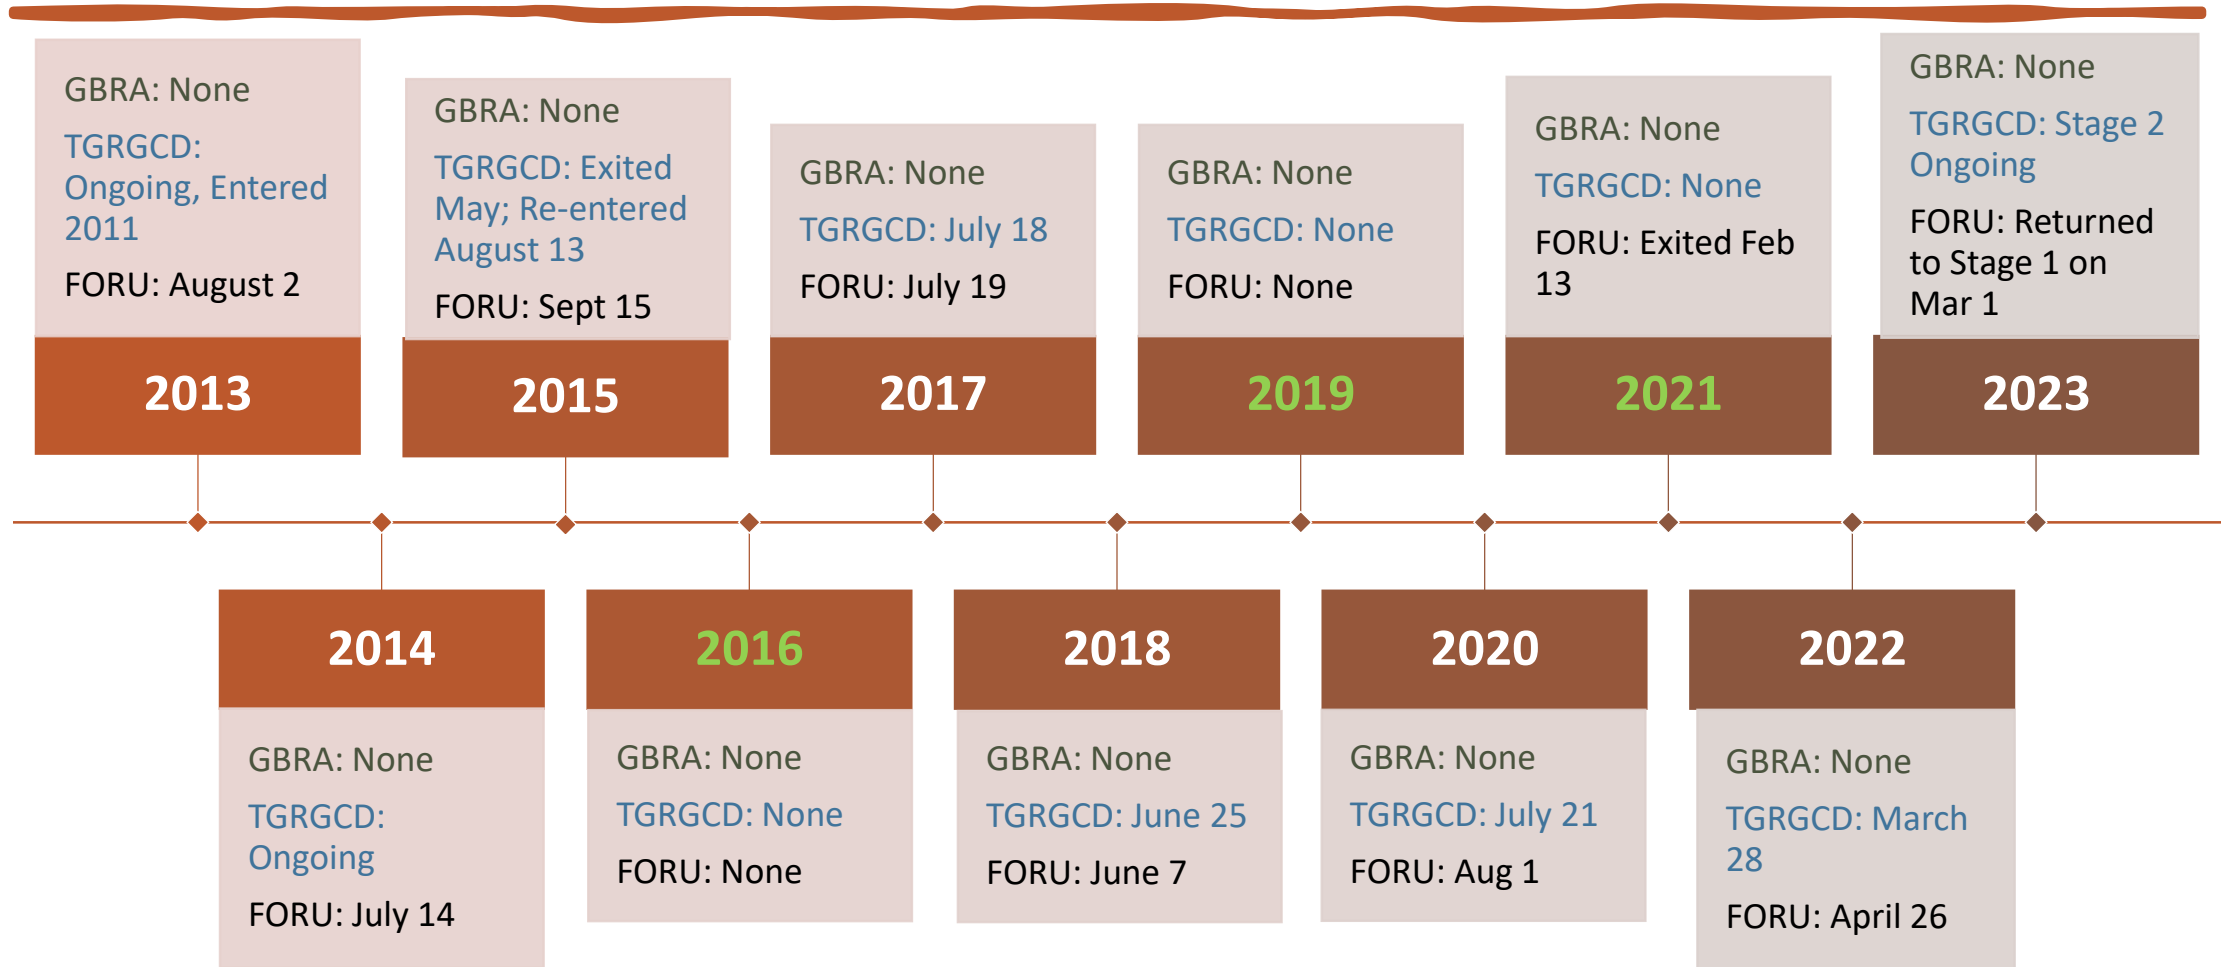 GBRA: None
TGRGCD:
Ongoing, Entered
2011
FORU: August 2
2013
GBRA: None
TGRGCD: Exited
May; Re-entered
August 13
FORU: Sept 15
2015
GBRA: None
TGRGCD: July 18
FORU: July 19
2017
GBRA: None
TGRGCD: None
FORU: None
2019
GBRA: None
TGRGCD: None
FORU: Exited Feb
13
2021
GBRA: None
TGRGCD: Stage 2
Ongoing
FORU: Returned
to Stage 1 on
Mar 1
2023
2014
GBRA: None
TGRGCD:
Ongoing
FORU: July 14
2016
GBRA: None
TGRGCD: None
FORU: None
2018
GBRA: None
TGRGCD: June 25
FORU: June 7
2020
GBRA: None
TGRGCD: July 21
FORU: Aug 1
2022
GBRA: None
TGRGCD: March
28
FORU: April 26